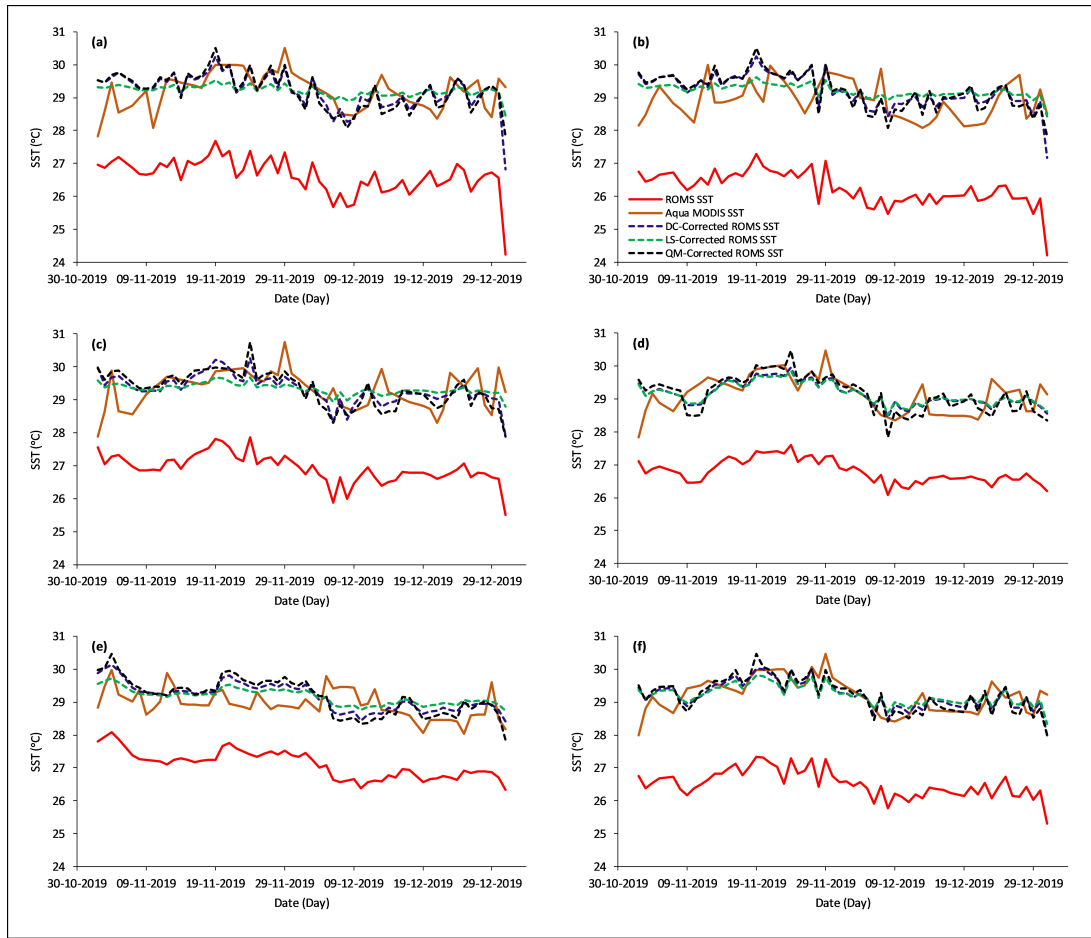 (a)
31
30
29
28
27
26
25
24
SST (°C)
30-10-2019 09-11-2019 19-11-2019 29-11-2019 09-12-2019 19-12-2019 29-12-2019
Date (Day)
(b)
31
30
29
28
27
26
25
24
SST (°C)
ROMS SST
Aqua MODIS SST
DC-Corrected ROMS SST
LS-Corrected ROMS SST
QM-Corrected ROMS SST
30-10-2019 09-11-2019 19-11-2019 29-11-2019 09-12-2019 19-12-2019 29-12-2019
Date (Day)
(c)
31
30
29
28
27
26
25
24
SST (°C)
30-10-2019 09-11-2019 19-11-2019 29-11-2019 09-12-2019 19-12-2019 29-12-2019
Date (Day)
(d)
31
30
29
28
27
26
25
24
SST (°C)
30-10-2019 09-11-2019 19-11-2019 29-11-2019 09-12-2019 19-12-2019 29-12-2019
Date (Day)
(e)
31
30
29
28
27
26
25
24
SST (°C)
30-10-2019 09-11-2019 19-11-2019 29-11-2019 09-12-2019 19-12-2019 29-12-2019
Date (Day)
(f)
31
30
29
28
27
26
25
24
SST (°C)
30-10-2019 09-11-2019 19-11-2019 29-11-2019 09-12-2019 19-12-2019 29-12-2019
Date (Day)